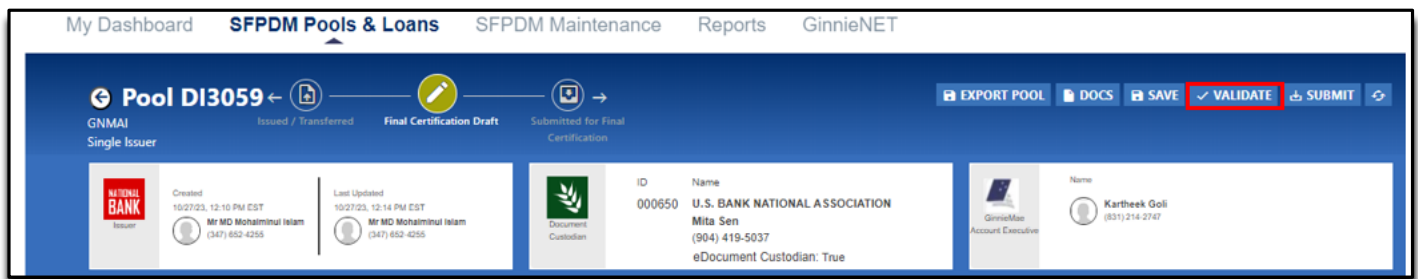 My Dashboard SFPDM Pools & Loans SFPDM Maintenance Reports GinnieNET
Pool DI3059
GNMAI
Single Issuer
Issued / Transferred
Final Certification Draft
Submitted for Final
Certification
EXPORT POOL DOCS SAVE VALIDATE SUBMIT
NATIONAL
BANK
Issuer
Created
10/27/23, 12:10 PM EST
Mr MD Mohaiminul Islam
(347) 652-4255
Last Updated
10/27/23, 12:14 PM EST
Mr MD Mohaiminul Islam
(347) 652-4255
Document
Custodian
ID
000650
Name
U.S. BANK NATIONAL ASSOCIATION
Mita Sen
(904) 419-5037
eDocument Custodian: True
GinnieMae
Account Executive
Name
Kartheek Goli
(831) 214-2747